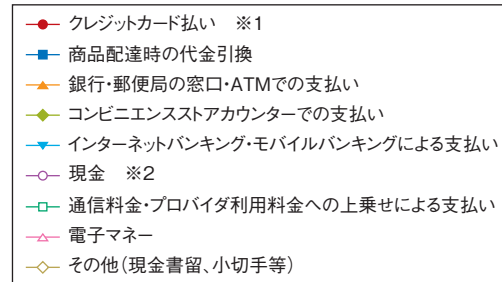 クレジットカード払い ※1
商品配達時の代金引換
銀行・郵便局の窓口・ATMでの支払い
コンビニエンスストアカウンターでの支払い
インターネットバンキング・モバイルバンキングによる支払い
現金 ※2
通信料金・プロバイダ利用料金への上乗せによる支払い
電子マネー
その他（現金書留、小切手等）